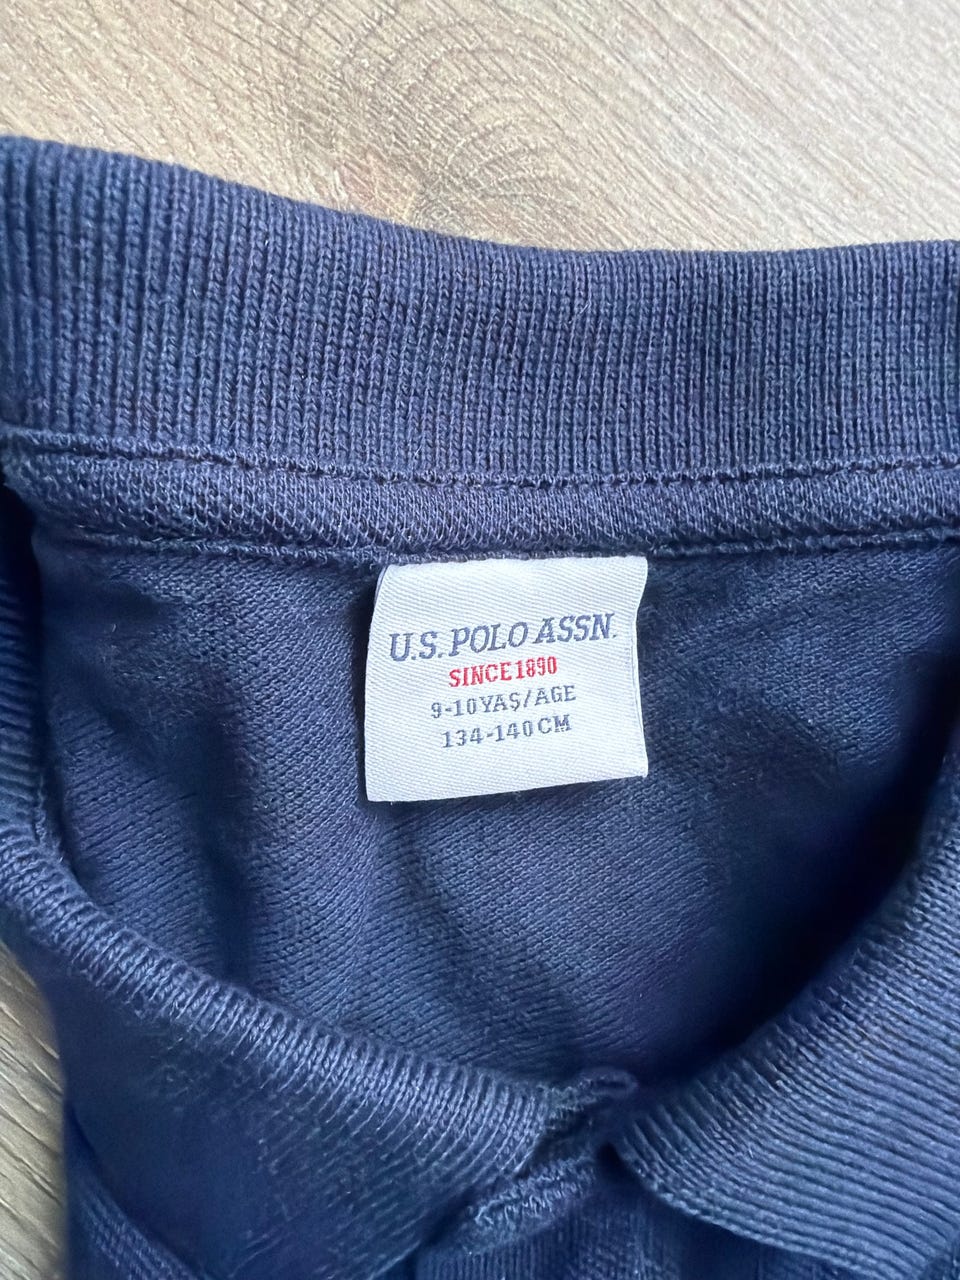 U.S. POLO ASSN.
SINCE 1890
9-10 YAŞ/AGE
134-140 CM